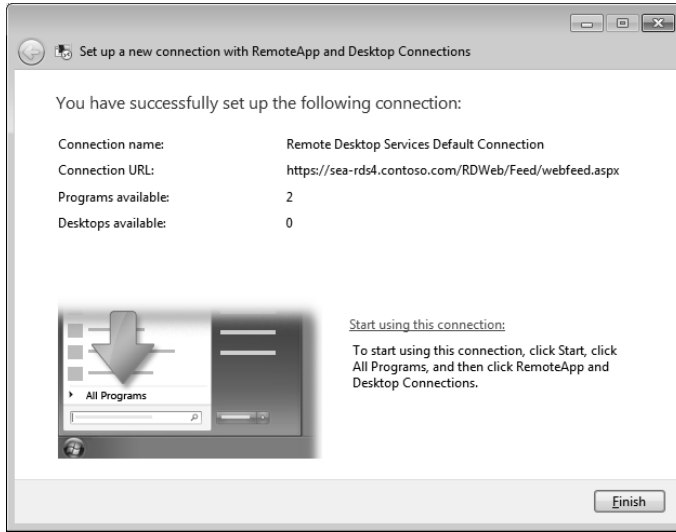 Set up a new connection with RemoteApp and Desktop Connections
You have successfully set up the following connection:
Connection name: Remote Desktop Services Default Connection
Connection URL: https://sea-rds4.contoso.com/RDWeb/Feed/webfeed.aspx
Programs available: 2
Desktops available: 0
Start using this connection:
To start using this connection, click Start, click
All Programs, and then click RemoteApp and
Desktop Connections.
All Programs
Finish